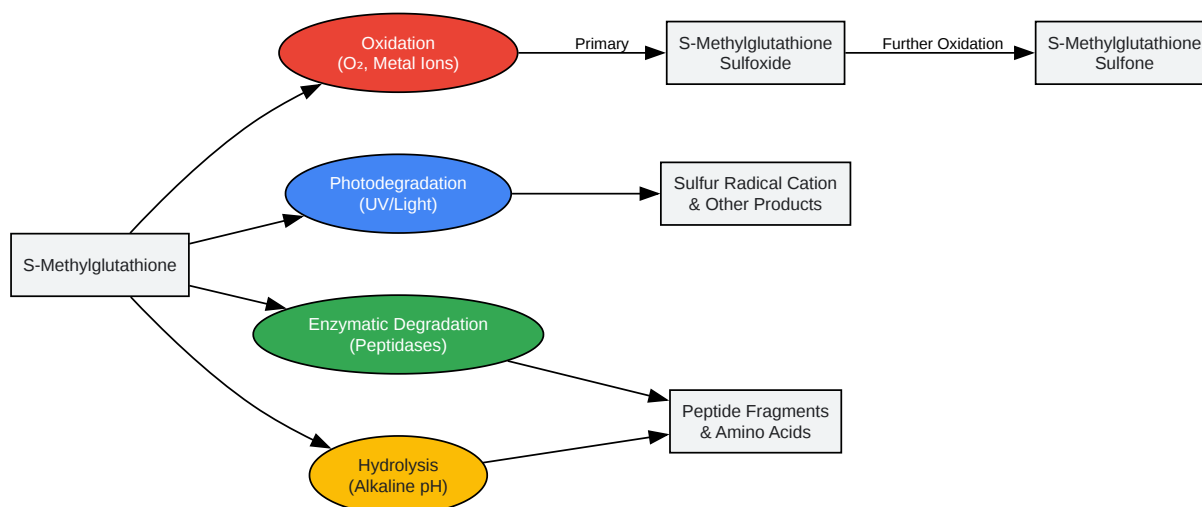 Oxidation
(O₂, Metal Ions)
Primary
S-Methylglutathione
Sulfoxide
Further Oxidation
S-Methylglutathione
Sulfone
Photodegradation
(UV/Light)
Sulfur Radical Cation
& Other Products
S-Methylglutathione
Enzymatic Degradation
(Peptidases)
Peptide Fragments
& Amino Acids
Hydrolysis
(Alkaline pH)